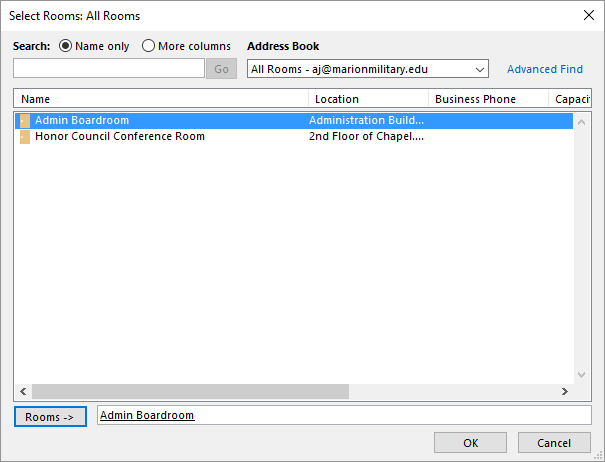 Select Rooms: All Rooms
Search: Name only More columns Address Book
Go All Rooms - aj@marionmilitary.edu Advanced Find
Name Location Business Phone Capaci
Admin Boardroom Administration Build...
Honor Council Conference Room 2nd Floor of Chapel....
Rooms -> Admin Boardroom
OK Cancel